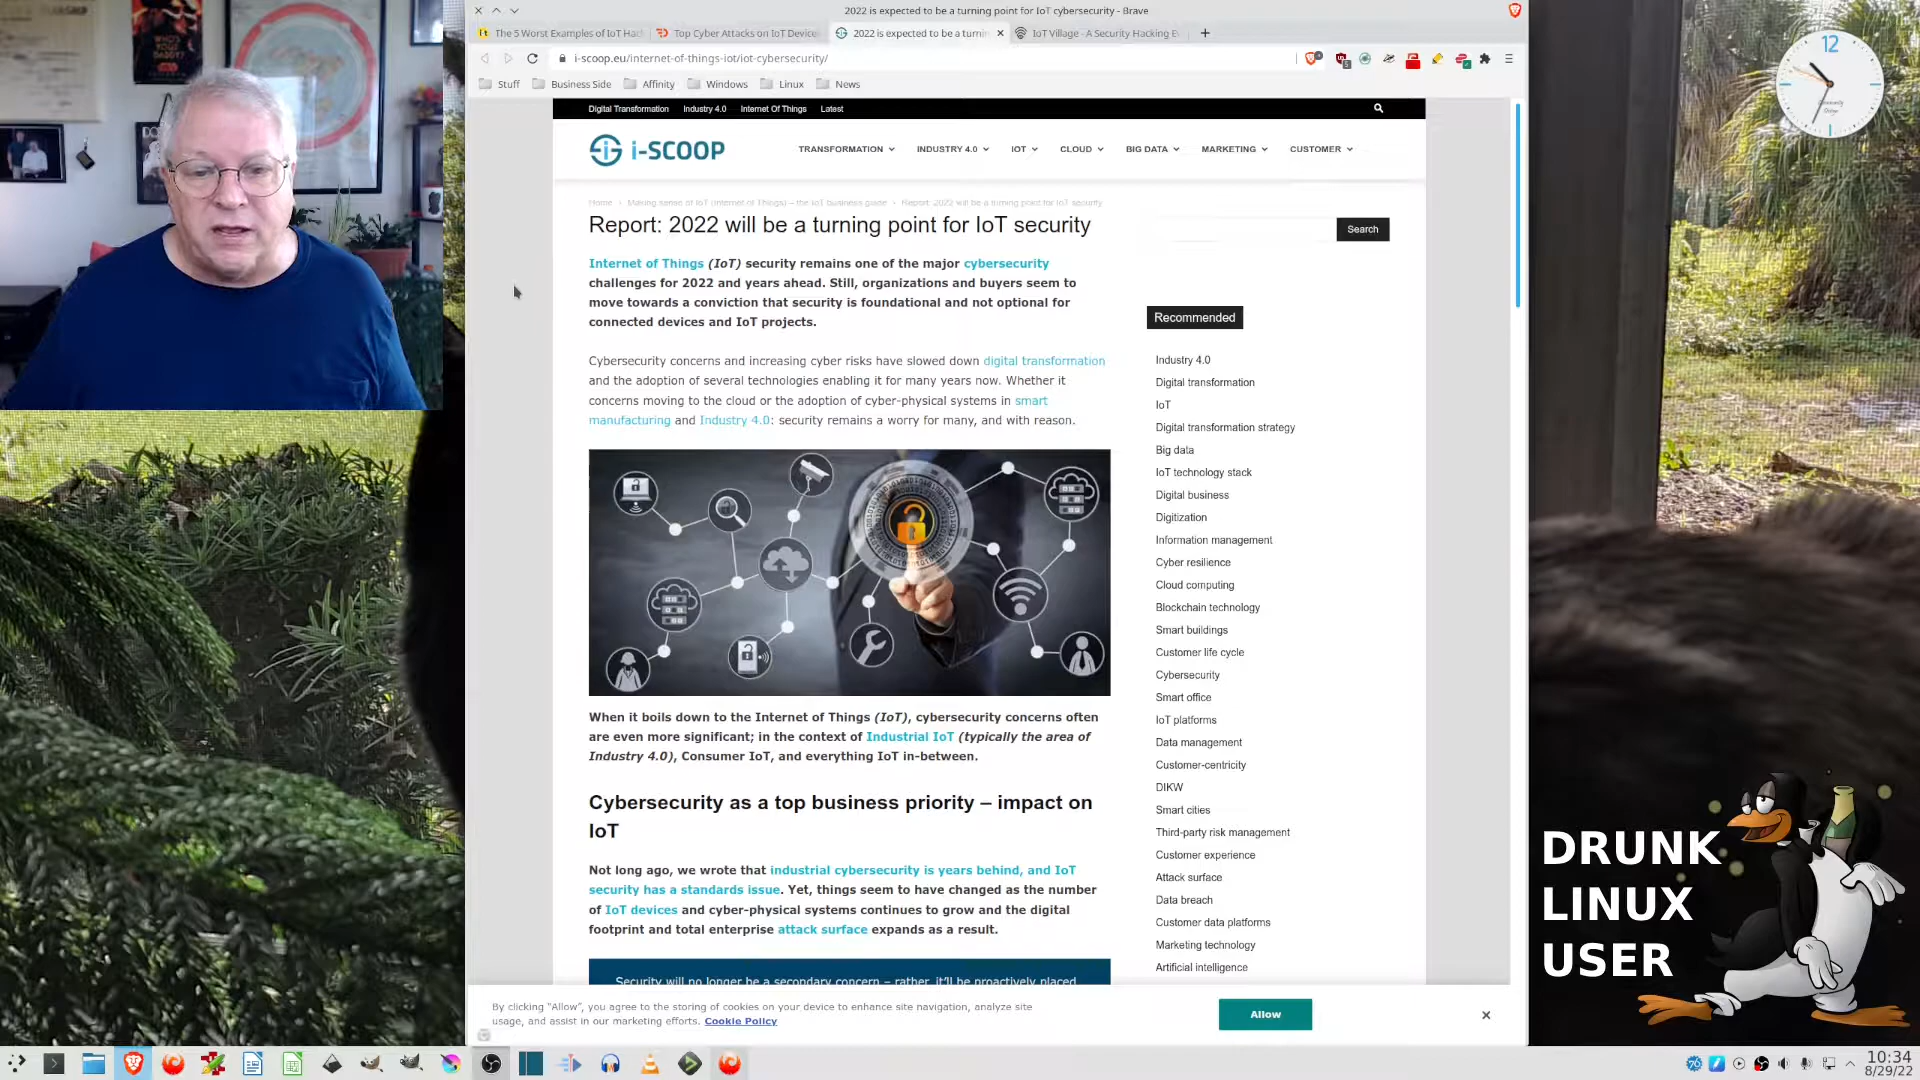 2022 is expected to be a turning point for IoT cybersecurity - Brave
The 5 Worst Examples of IoT Hac
Top Cyber Attacks on IoT Device
2022 is expected to be a turnin
IoT Village - A Security Hacking Ev
i-scoop.eu/internet-of-things-iot/iot-cybersecurity/
Stuff
Business Side
Affinity
Windows
Linux
News
Digital Transformation
Industry 4.0
Internet Of Things
Latest
i-SCOOP
TRANSFORMATION
INDUSTRY 4.0
IOT
CLOUD
BIG DATA
MARKETING
CUSTOMER
Home › Making sense of IoT (Internet of Things) – the IoT business guide › Report: 2022 will be a turning point for IoT security
Report: 2022 will be a turning point for IoT security
Internet of Things (IoT) security remains one of the major cybersecurity
challenges for 2022 and years ahead. Still, organizations and buyers seem to
move towards a conviction that security is foundational and not optional for
connected devices and IoT projects.
Cybersecurity concerns and increasing cyber risks have slowed down digital transformation
and the adoption of several technologies enabling it for many years now. Whether it
concerns moving to the cloud or the adoption of cyber-physical systems in smart
manufacturing and Industry 4.0: security remains a worry for many, and with reason.
When it boils down to the Internet of Things (IoT), cybersecurity concerns often
are even more significant; in the context of Industrial IoT (typically the area of
Industry 4.0), Consumer IoT, and everything IoT in-between.
Cybersecurity as a top business priority – impact on
IoT
Not long ago, we wrote that industrial cybersecurity is years behind, and IoT
security has a standards issue. Yet, things seem to have changed as the number
of IoT devices and cyber-physical systems continues to grow and the digital
footprint and total enterprise attack surface expands as a result.
Security will no longer be a secondary concern – rather, it'll be proactively placed
Search
Recommended
Industry 4.0
Digital transformation
IoT
Digital transformation strategy
Big data
IoT technology stack
Digital business
Digitization
Information management
Cyber resilience
Cloud computing
Blockchain technology
Smart buildings
Customer life cycle
Cybersecurity
Smart office
IoT platforms
Data management
Customer-centricity
DIKW
Smart cities
Third-party risk management
Customer experience
Attack surface
Data breach
Customer data platforms
Marketing technology
Artificial intelligence
By clicking "Allow", you agree to the storing of cookies on your device to enhance site navigation, analyze site
usage, and assist in our marketing efforts. Cookie Policy
Allow
12
DRUNK
LINUX
USER
10:34
8/29/22